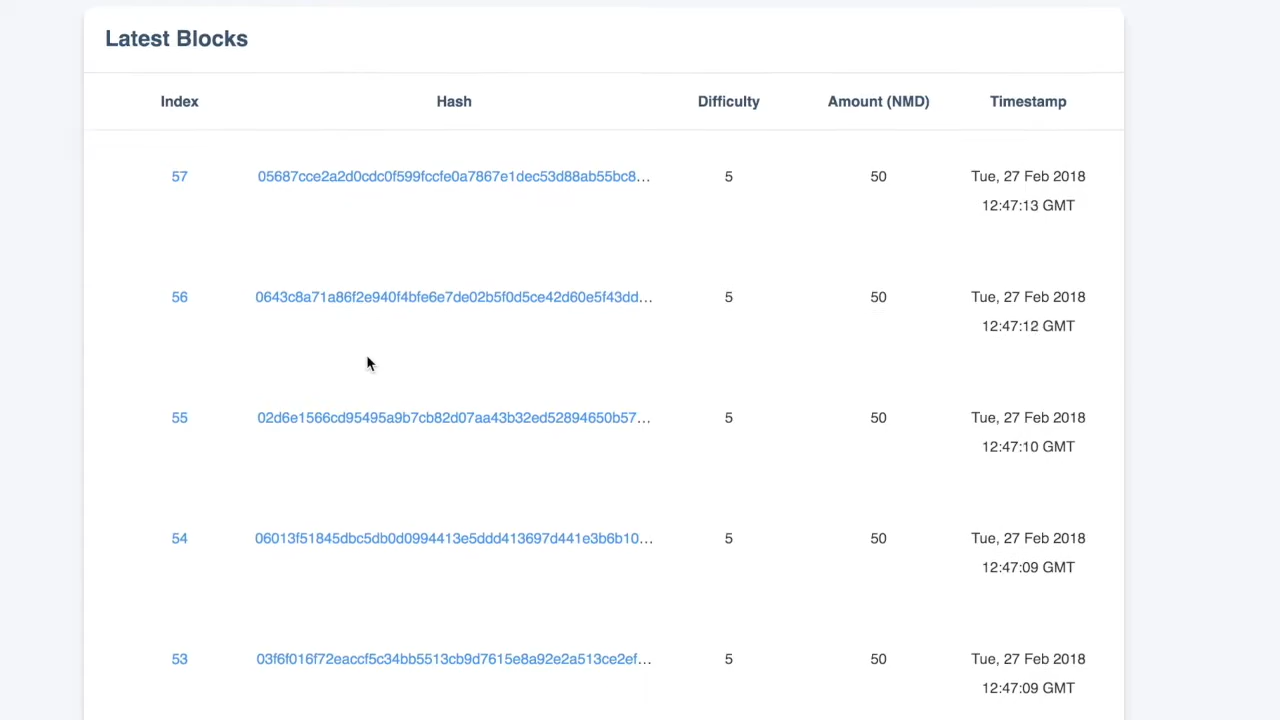 Latest Blocks
Index Hash Difficulty Amount (NMD) Timestamp
57 05687cce2a2d0cdc0f599fccfe0a7867e1dec53d88ab55bc8... 5 50 Tue, 27 Feb 2018
12:47:13 GMT
56 0643c8a71a86f2e940f4bfe6e7de02b5f0d5ce42d60e5f43dd... 5 50 Tue, 27 Feb 2018
12:47:12 GMT
55 02d6e1566cd95495a9b7cb82d07aa43b32ed52894650b57... 5 50 Tue, 27 Feb 2018
12:47:10 GMT
54 06013f51845dbc5db0d0994413e5ddd413697d441e3b6b10... 5 50 Tue, 27 Feb 2018
12:47:09 GMT
53 03f6f016f72eaccf5c34bb5513cb9d7615e8a92e2a513ce2ef... 5 50 Tue, 27 Feb 2018
12:47:09 GMT